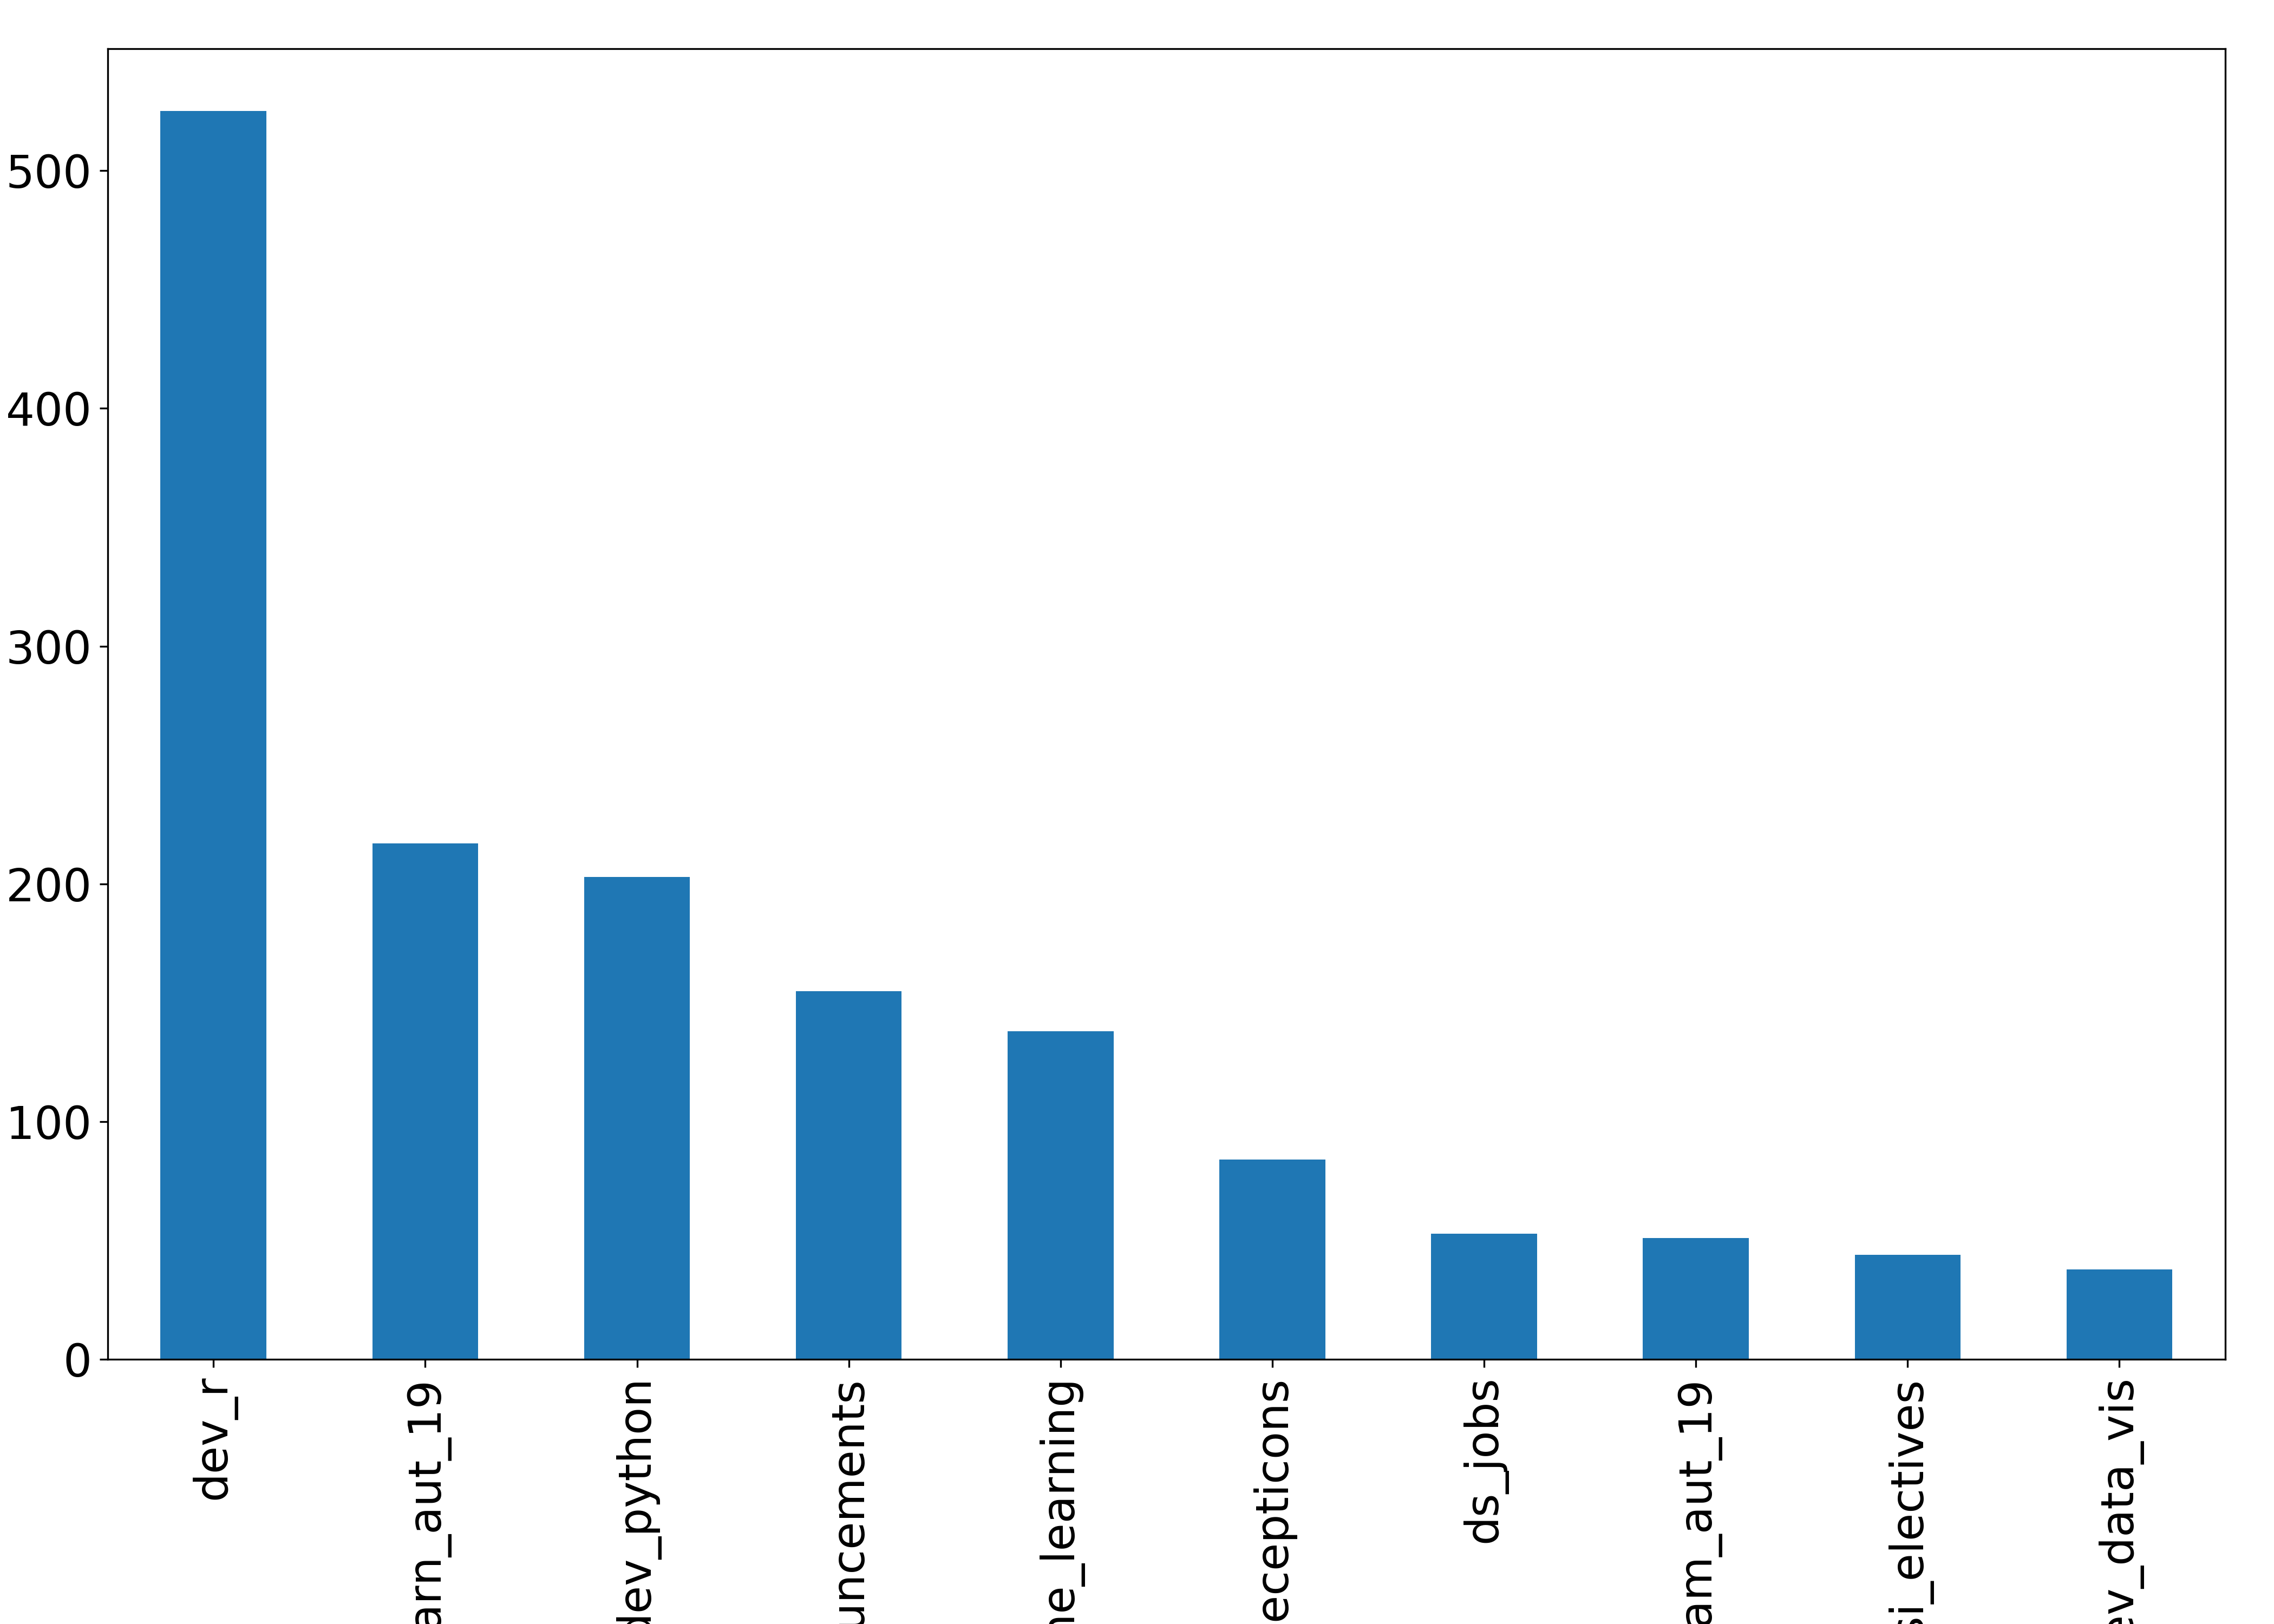 500
400
300
200
100
0
dev_r
arn_aut_19
dev_python
uncements
ne_learning
ecepticons
ds_jobs
am_aut_19
si_electives
ev_data_vis